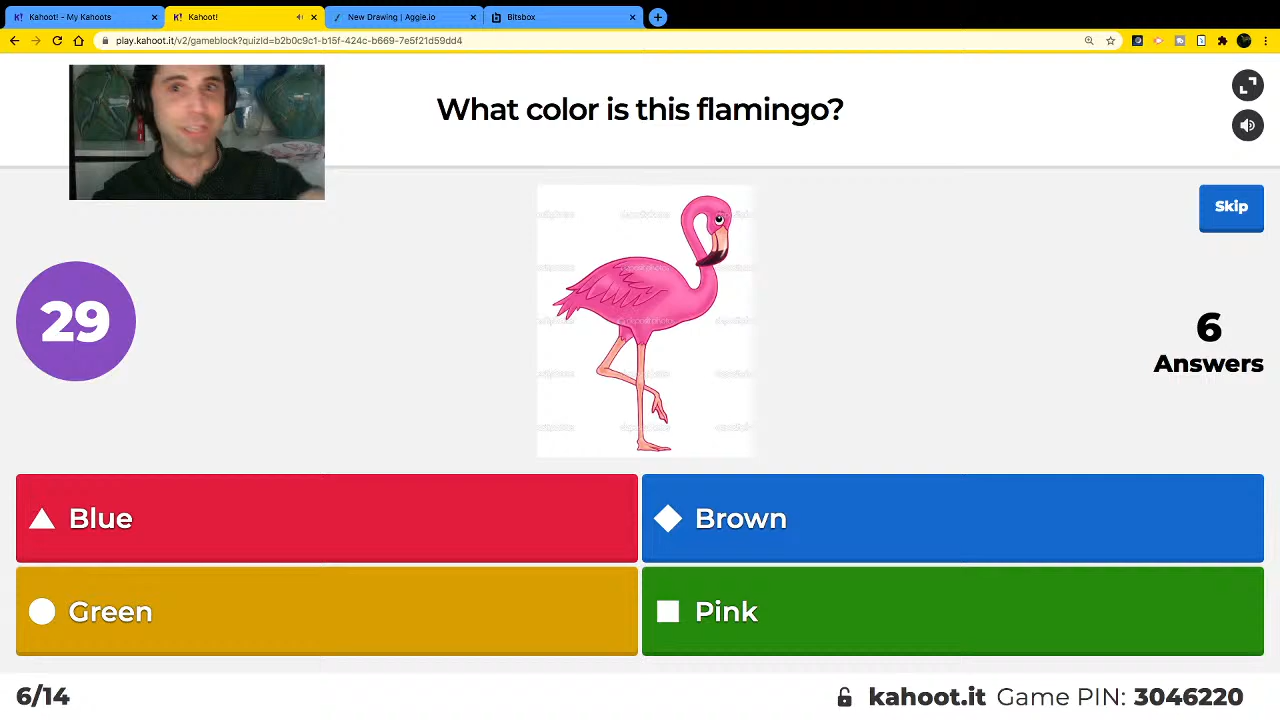 Kahoot! - My Kahoots
Kahoot!
New Drawing | Aggie.io
Bitsbox
play.kahoot.it/v2/gameblock?quizId=b2b0c9c1-b15f-424c-b669-7e5f21d59dd4
What color is this flamingo?
Skip
29
6
Answers
depositphotos
Blue
Brown
Green
Pink
6/14
kahoot.it Game PIN: 3046220